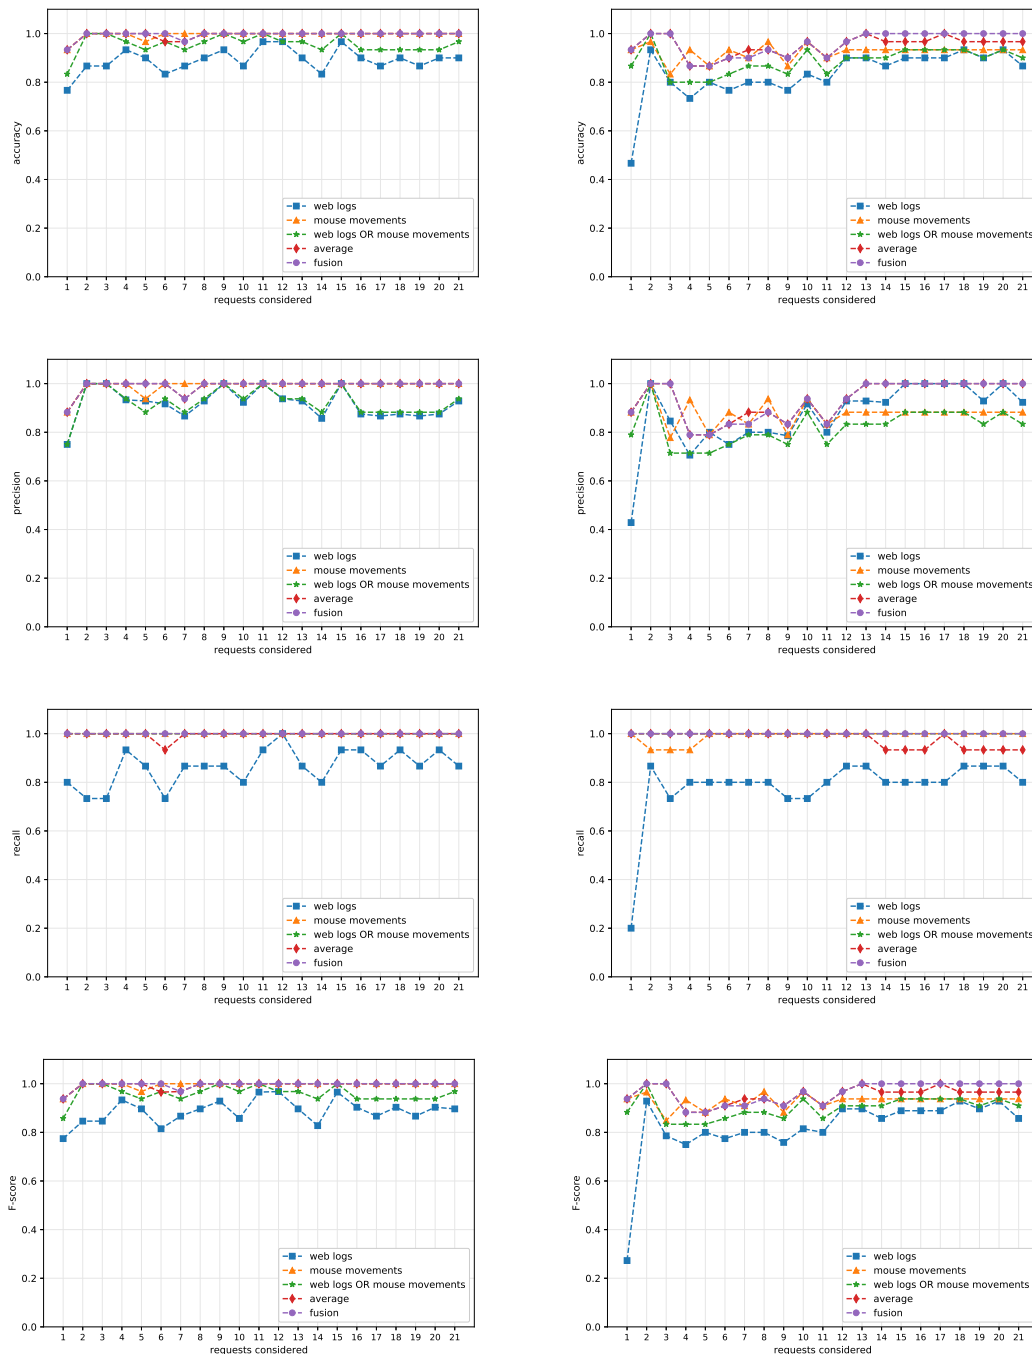 1.0
0.8
0.6
0.4
0.2
0.0
accuracy
web logs
mouse movements
web logs OR mouse movements
average
fusion
1 2 3 4 5 6 7 8 9 10 11 12 13 14 15 16 17 18 19 20 21
requests considered
1.0
0.8
0.6
0.4
0.2
0.0
accuracy
web logs
mouse movements
web logs OR mouse movements
average
fusion
1 2 3 4 5 6 7 8 9 10 11 12 13 14 15 16 17 18 19 20 21
requests considered
1.0
0.8
0.6
0.4
0.2
0.0
precision
web logs
mouse movements
web logs OR mouse movements
average
fusion
1 2 3 4 5 6 7 8 9 10 11 12 13 14 15 16 17 18 19 20 21
requests considered
1.0
0.8
0.6
0.4
0.2
0.0
precision
web logs
mouse movements
web logs OR mouse movements
average
fusion
1 2 3 4 5 6 7 8 9 10 11 12 13 14 15 16 17 18 19 20 21
requests considered
1.0
0.8
0.6
0.4
0.2
0.0
recall
web logs
mouse movements
web logs OR mouse movements
average
fusion
1 2 3 4 5 6 7 8 9 10 11 12 13 14 15 16 17 18 19 20 21
requests considered
1.0
0.8
0.6
0.4
0.2
0.0
recall
web logs
mouse movements
web logs OR mouse movements
average
fusion
1 2 3 4 5 6 7 8 9 10 11 12 13 14 15 16 17 18 19 20 21
requests considered
1.0
0.8
0.6
0.4
0.2
0.0
F-score
web logs
mouse movements
web logs OR mouse movements
average
fusion
1 2 3 4 5 6 7 8 9 10 11 12 13 14 15 16 17 18 19 20 21
requests considered
1.0
0.8
0.6
0.4
0.2
0.0
F-score
web logs
mouse movements
web logs OR mouse movements
average
fusion
1 2 3 4 5 6 7 8 9 10 11 12 13 14 15 16 17 18 19 20 21
requests considered